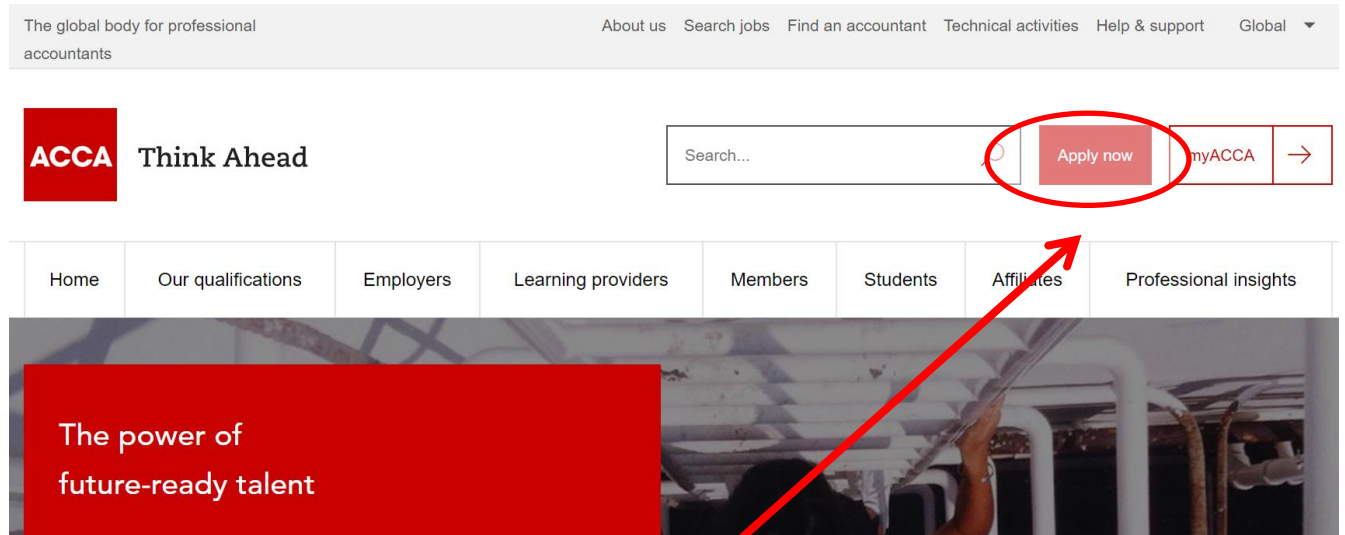 The global body for professional
accountants
About us Search jobs Find an accountant Technical activities Help & support Global
ACCA Think Ahead
Search...
Apply now
myACCA
Home Our qualifications Employers Learning providers Members Students Affiliates Professional insights
The power of
future-ready talent